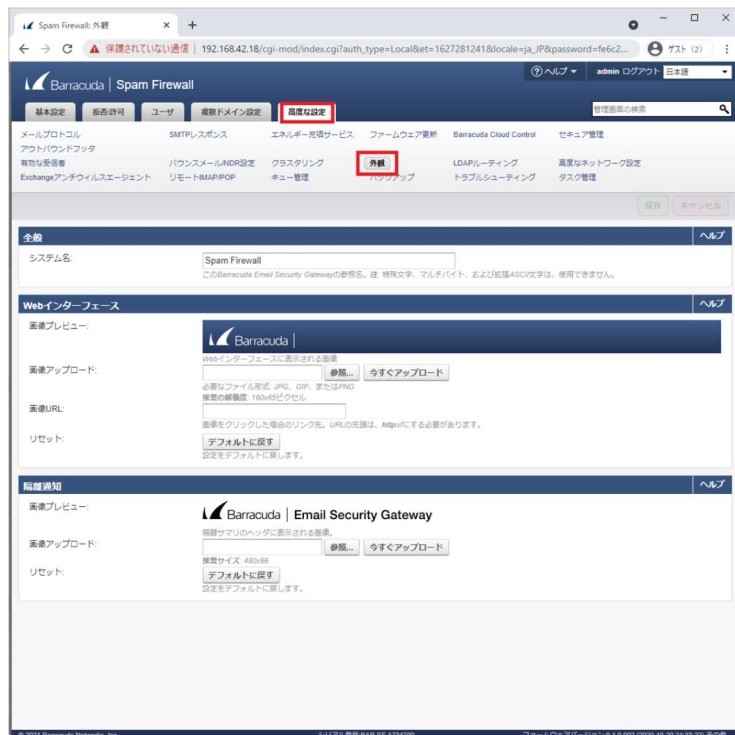 Spam Firewall: 外観
保護されていない通信 | 192.168.42.18/cgi-mod/index.cgi?auth_type=Local&et=1627281241&locale=ja_JP&password=fe6c2...
ゲスト (2)
Barracuda | Spam Firewall
ヘルプ
admin ログアウト
日本語
基本設定 拒否/許可 ユーザ 複数ドメイン設定 高度な設定
管理画面の検索
メールプロトコル SMTPレスポンス エネルギー充填サービス ファームウェア更新 Barracuda Cloud Control セキュア管理
アウトバウンドフッタ
有効な受信者 バウンスメール/NDR設定 クラスタリング 外観 LDAPルーティング 高度なネットワーク設定
Exchangeアンチウィルスエージェント リモートIMAP/POP キュー管理 バックアップ トラブルシューティング タスク管理
保存 キャンセル
全般 ヘルプ
システム名: Spam Firewall
このBarracuda Email Security Gatewayの参照名。注: 特殊文字、マルチバイト、および拡張ASCII文字は、使用できません。
Webインターフェース ヘルプ
画像プレビュー: Barracuda |
Webインターフェースに表示される画像
画像アップロード: 参照... 今すぐアップロード
必要なファイル形式: JPG、GIF、またはPNG
推奨の解像度: 160x65ピクセル
画像URL:
画像をクリックした場合のリンク先。URLの先頭は、http://にする必要があります。
リセット: デフォルトに戻す
設定をデフォルトに戻します。
隔離通知 ヘルプ
画像プレビュー: Barracuda | Email Security Gateway
隔離サマリのヘッダに表示される画像。
画像アップロード: 参照... 今すぐアップロード
推奨サイズ: 480x66
リセット: デフォルトに戻す
設定をデフォルトに戻します。